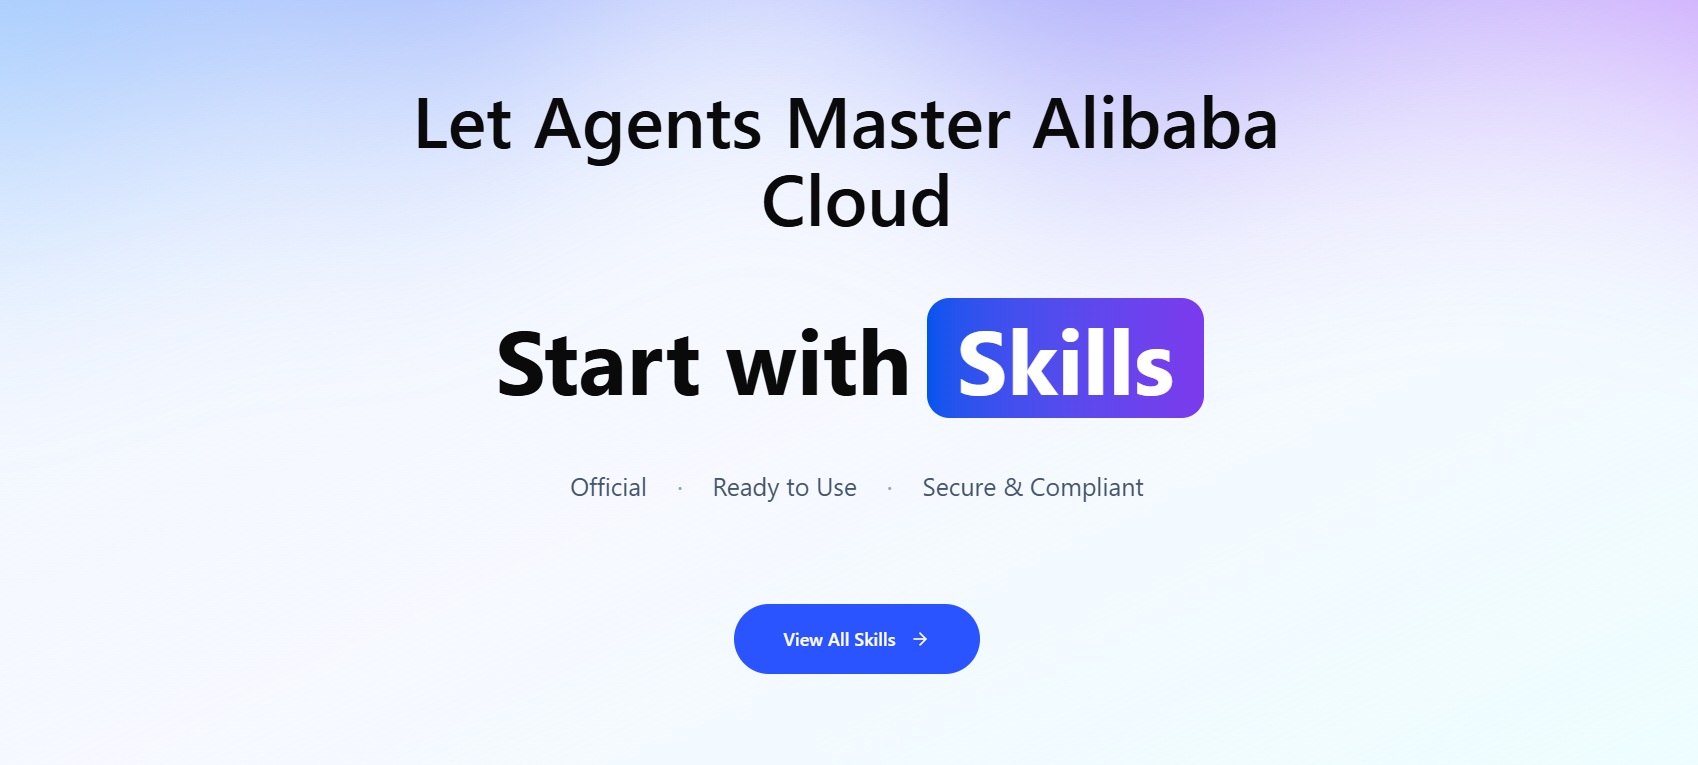 Let Agents Master Alibaba
Cloud
Start with Skills
Official · Ready to Use · Secure & Compliant
View All Skills →